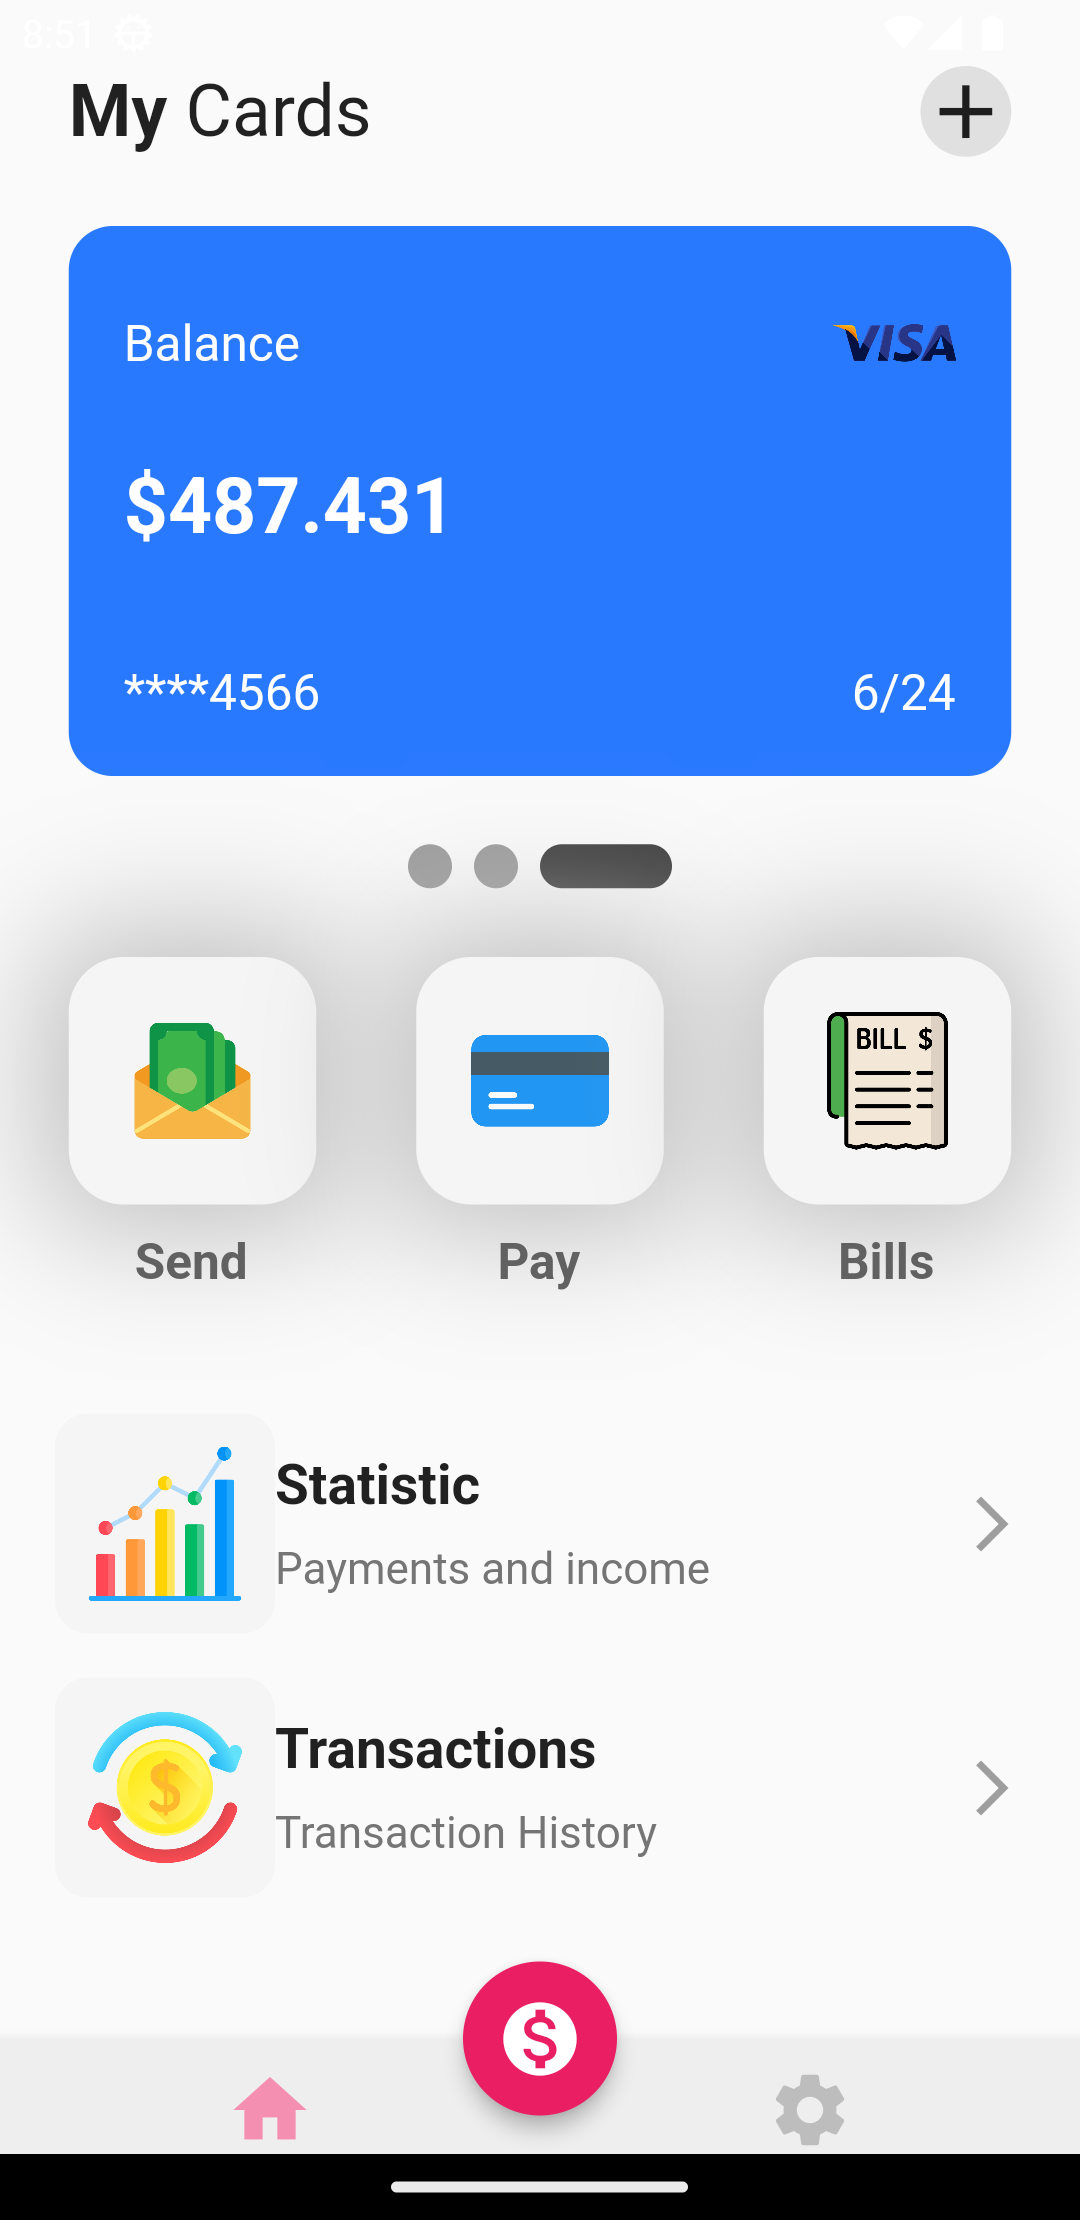 8:51
My Cards
Balance VISA
$487.431
****4566 6/24
BILL $
Send Pay Bills
Statistic
Payments and income
Transactions
Transaction History